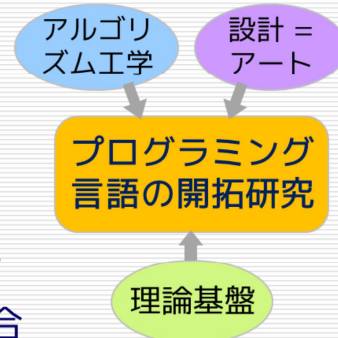 アルゴリ
ズム工学
設計 =
アート
プログラミング
言語の開拓研究
理論基盤
合